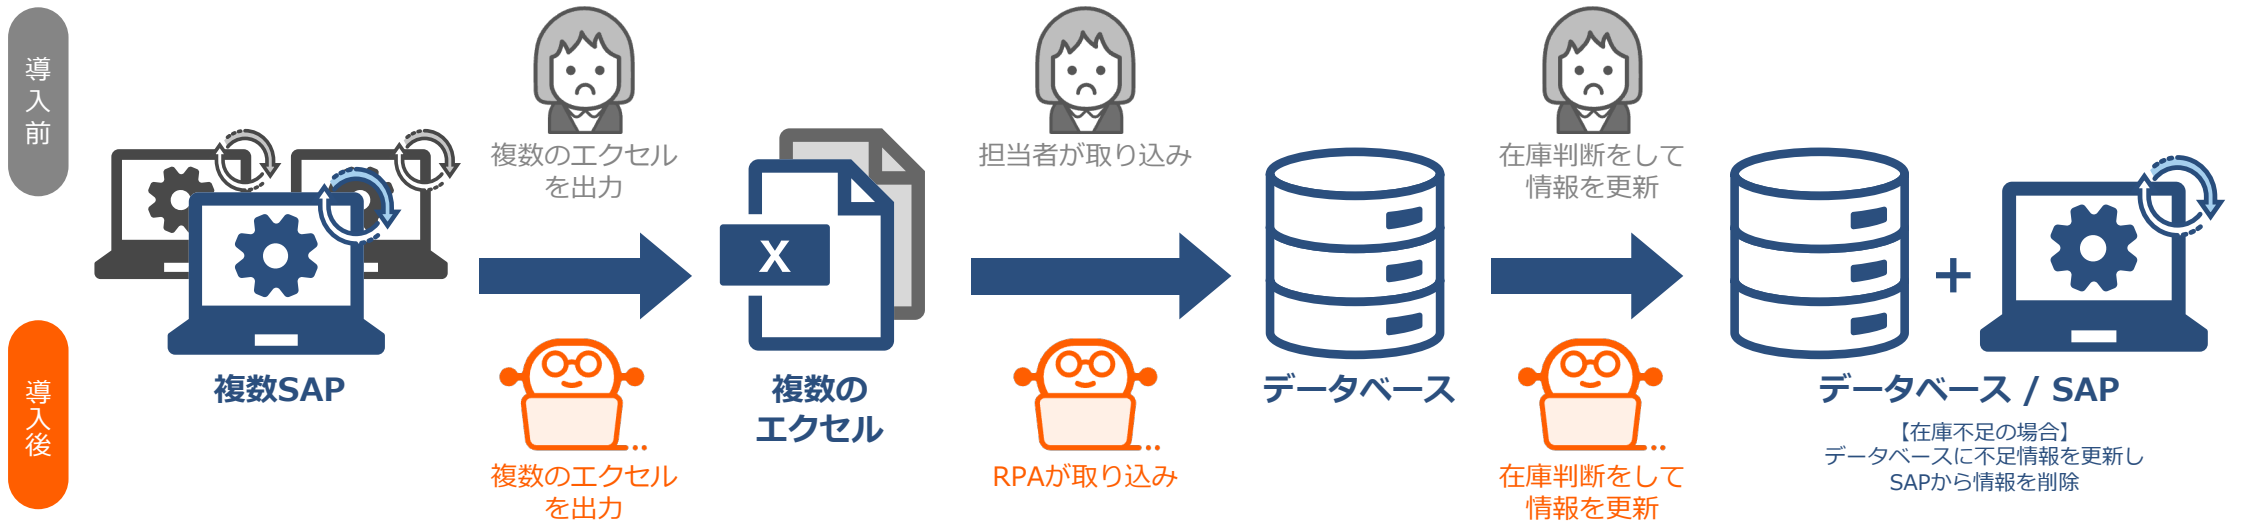 導入前
複数のエクセル
を出力
担当者が取り込み
在庫判断をして
情報を更新
X
複数SAP
複数の
エクセル
データベース
+
データベース / SAP
【在庫不足の場合】
データベースに不足情報を更新し
SAPから情報を削除
導入後
複数のエクセル
を出力
RPAが取り込み
在庫判断をして
情報を更新